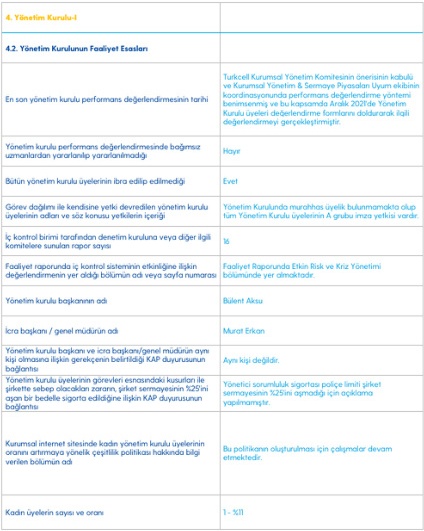 4. Yönetim Kurulu-I
4.2. Yönetim Kurulunun Faaliyet Esasları
En son yönetim kurulu performans değerlendirmesinin tarihi
Turkcell Kurumsal Yönetim Komitesinin önerisinin kabulü
ve Kurumsal Yönetim & Sermaye Piyasaları Uyum ekibinin
koordinasyonunda performans değerlendirme yöntemi
benimsenmiş ve bu kapsamda Aralık 2021'de Yönetim
Kurulu üyeleri değerlendirme formlarını doldurarak ilgili
değerlendirmeyi gerçekleştirmiştir.
Yönetim kurulu performans değerlendirmesinde bağımsız
uzmanlardan yararlanılıp yararlanılmadığı
Hayır
Bütün yönetim kurulu üyelerinin ibra edilip edilmediği
Evet
Görev dağılımı ile kendisine yetki devredilen yönetim kurulu
üyelerinin adları ve söz konusu yetkilerin içeriği
Yönetim Kurulunda murahhas üyelik bulunmamakta olup
tüm Yönetim Kurulu üyelerinin A grubu imza yetkisi vardır.
İç kontrol birimi tarafından denetim kuruluna veya diğer ilgili
komitelere sunulan rapor sayısı
16
Faaliyet raporunda iç kontrol sisteminin etkinliğine ilişkin
değerlendirmenin yer aldığı bölümün adı veya sayfa numarası
Faaliyet Raporunda Etkin Risk ve Kriz Yönetimi
bölümünde yer almaktadır.
Yönetim kurulu başkanının adı
Bülent Aksu
İcra başkanı / genel müdürün adı
Murat Erkan
Yönetim kurulu başkanı ve icra başkanı/genel müdürün aynı
kişi olmasına ilişkin gerekçenin belirtildiği KAP duyurusunun
bağlantısı
Aynı kişi değildir.
Yönetim kurulu üyelerinin görevleri esnasındaki kusurları ile
şirkette sebep olacakları zararın, şirket sermayesinin %25'ini
aşan bir bedelle sigorta edildiğine ilişkin KAP duyurusunun
bağlantısı
Yönetici sorumluluk sigortası poliçe limiti şirket
sermayesinin %25'ini aşmadığı için açıklama
yapılmamıştır.
Kurumsal internet sitesinde kadın yönetim kurulu üyelerinin
oranını artırmaya yönelik çeşitlilik politikası hakkında bilgi
verilen bölümün adı
Bu politikanın oluşturulması için çalışmalar devam
etmektedir.
Kadın üyelerin sayısı ve oranı
1 - %11